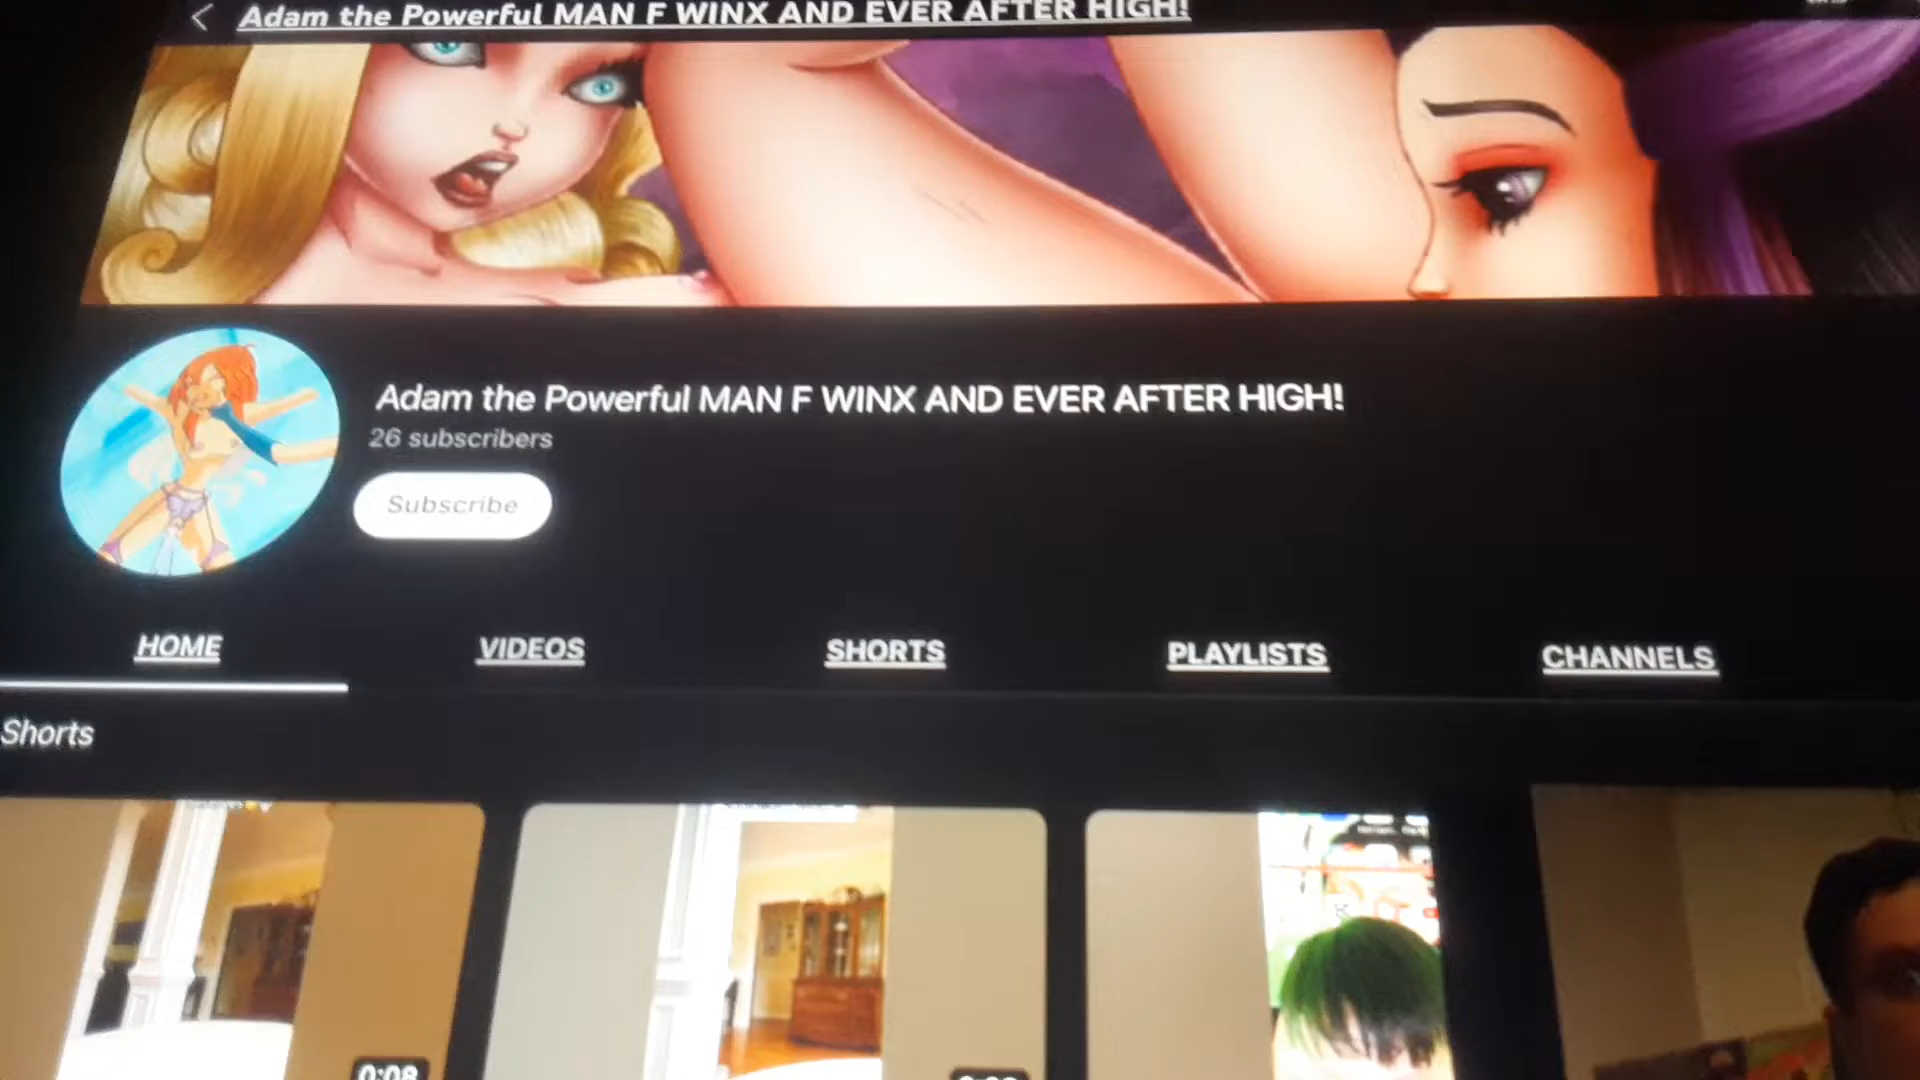 Adam the Powerful MAN F WINX AND EVER AFTER HIGH!
Adam the Powerful MAN F WINX AND EVER AFTER HIGH!
26 subscribers
Subscribe
HOME VIDEOS SHORTS PLAYLISTS CHANNELS
Shorts
0:08